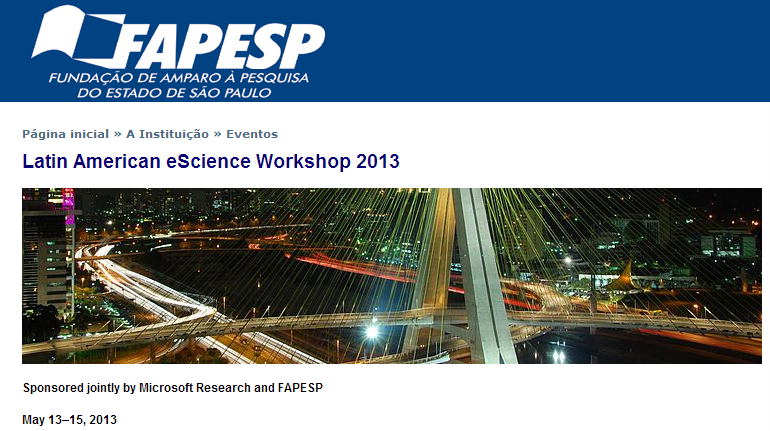 FAPESP
FUNDAÇÃO DE AMPARO À PESQUISA
DO ESTADO DE SÃO PAULO
Página inicial » A Instituição » Eventos
Latin American eScience Workshop 2013
Sponsored jointly by Microsoft Research and FAPESP
May 13–15, 2013